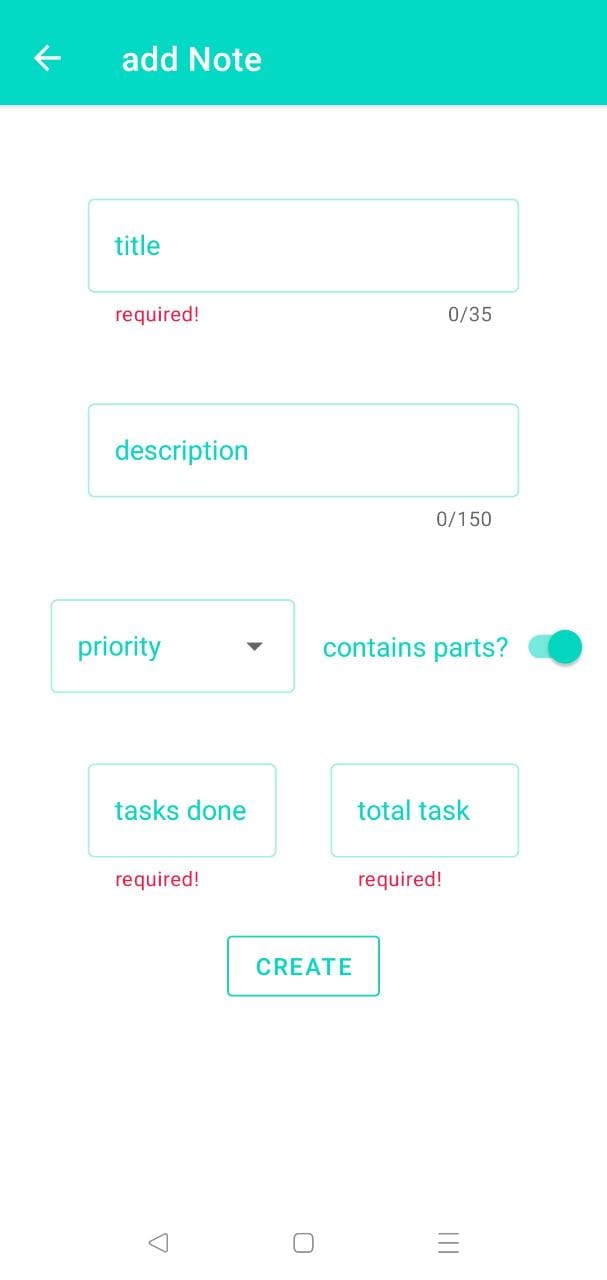 add Note
title
required! 0/35
description
0/150
priority contains parts?
tasks done total task
required! required!
CREATE